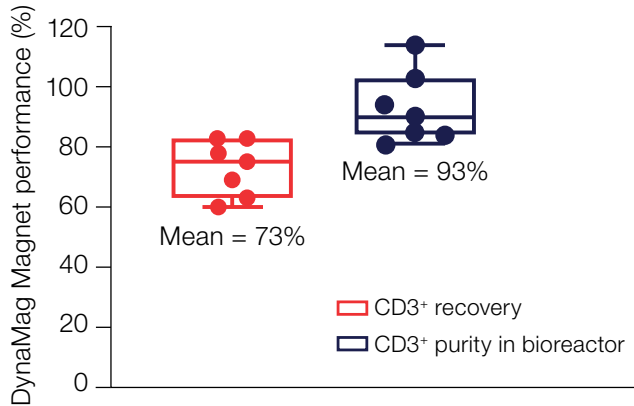 DynaMag Magnet performance (%)
120
100
80
60
40
20
0
Mean = 73%
Mean = 93%
CD3⁺ recovery
CD3⁺ purity in bioreactor